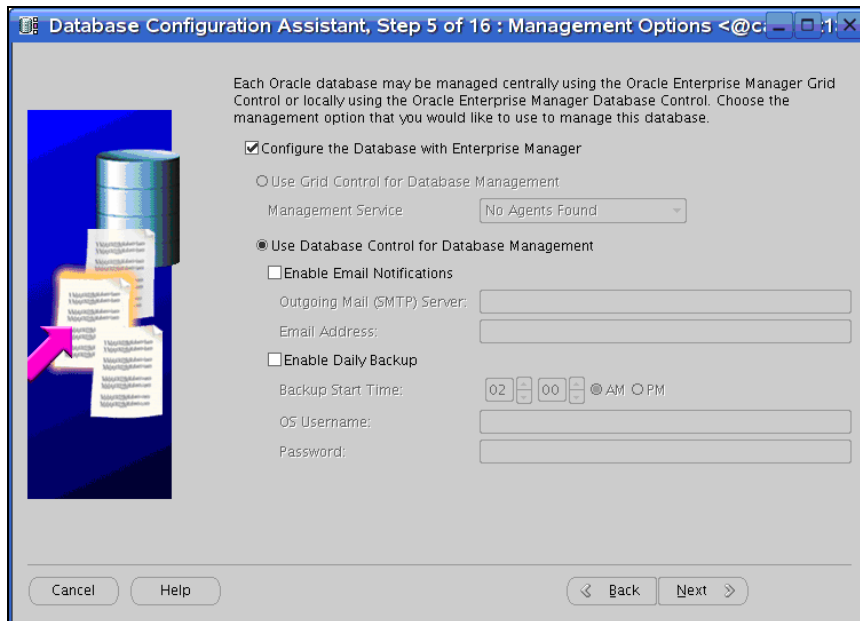 Database Configuration Assistant, Step 5 of 16 : Management Options <@c
Each Oracle database may be managed centrally using the Oracle Enterprise Manager Grid
Control or locally using the Oracle Enterprise Manager Database Control. Choose the
management option that you would like to use to manage this database.
Configure the Database with Enterprise Manager
Use Grid Control for Database Management
Management Service
No Agents Found
Use Database Control for Database Management
Enable Email Notifications
Outgoing Mail (SMTP) Server:
Email Address:
Enable Daily Backup
Backup Start Time: 02 00 AM PM
OS Username:
Password:
Cancel
Help
Back
Next